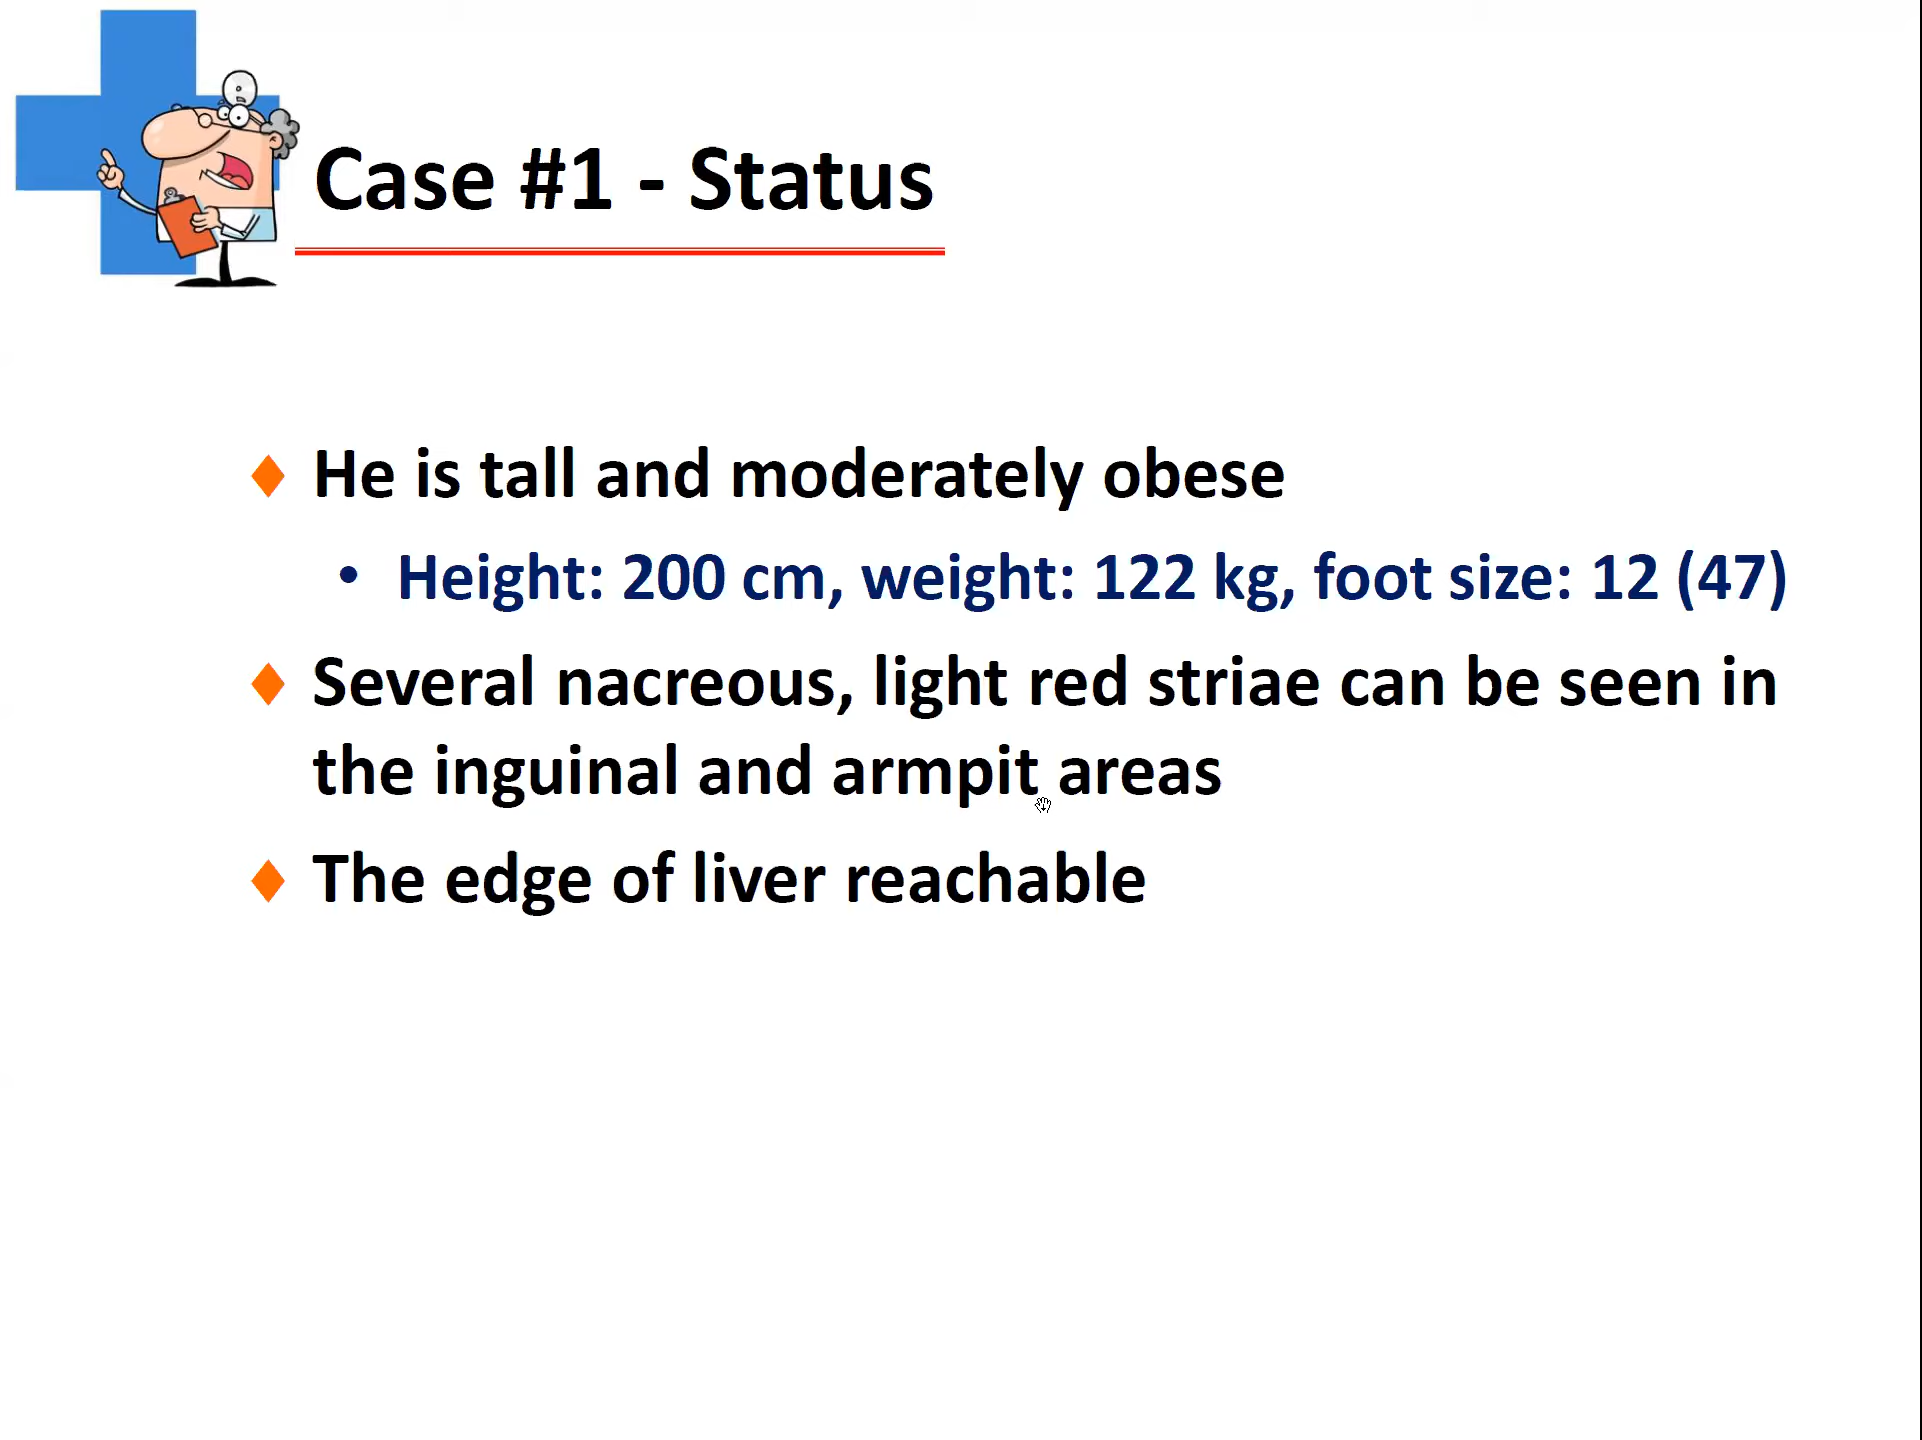 Case #1 - Status
He is tall and moderately obese
Height: 200 cm, weight: 122 kg, foot size: 12 (47)
Several nacreous, light red striae can be seen in
the inguinal and armpit areas
The edge of liver reachable